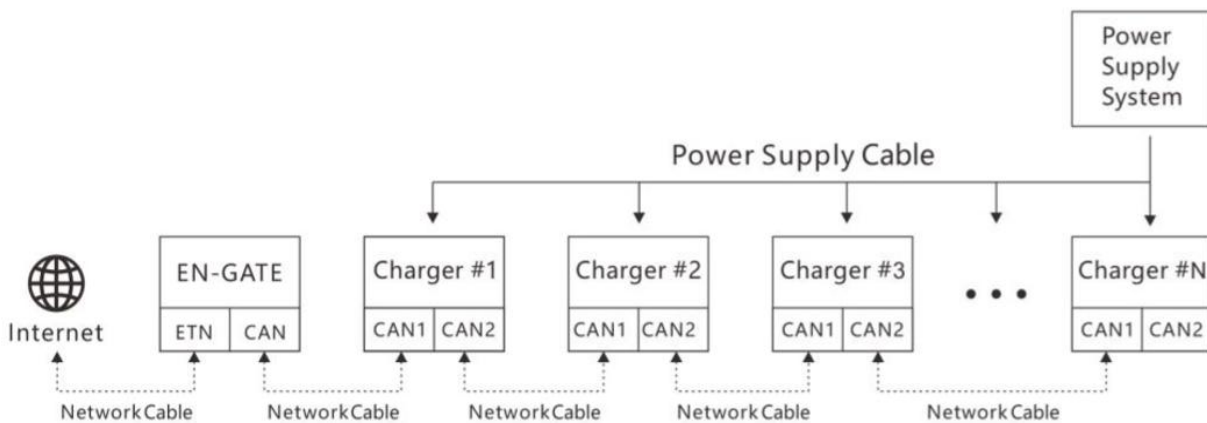 Power
Supply
System
Power Supply Cable
EN-GATE
Charger #1
Charger #2
Charger #3
Charger #N
Internet
ETN
CAN
CAN1
CAN2
CAN1
CAN2
CAN1
CAN2
CAN1
CAN2
NetworkCable
NetworkCable
NetworkCable
NetworkCable
NetworkCable